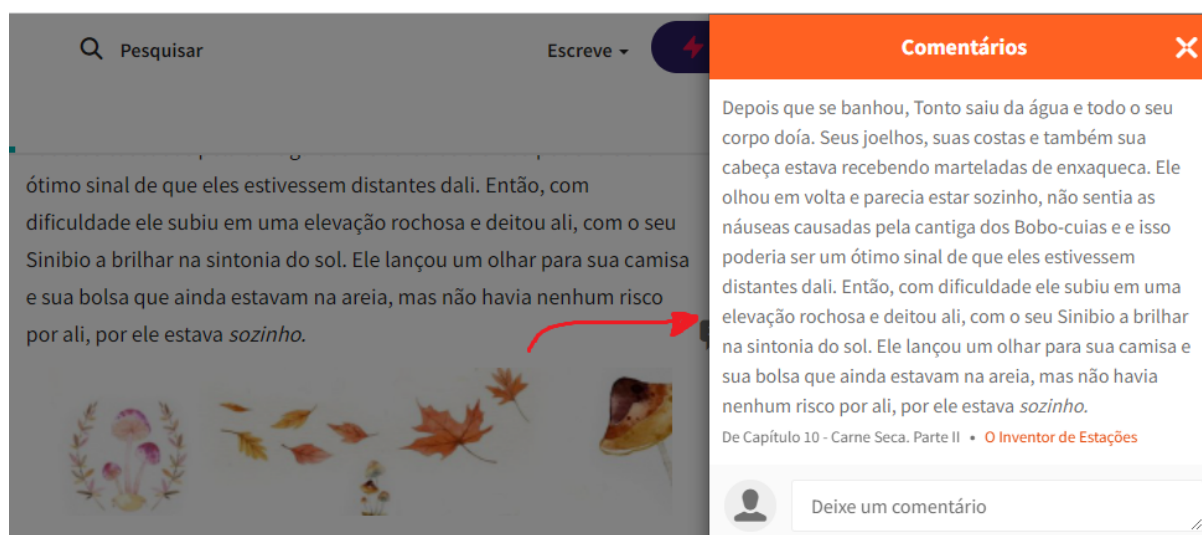 Pesquisar
Escreve
ótimo sinal de que eles estivessem distantes dali. Então, com
dificuldade ele subiu em uma elevação rochosa e deitou ali, com o seu
Sinibio a brilhar na sintonia do sol. Ele lançou um olhar para sua camisa
e sua bolsa que ainda estavam na areia, mas não havia nenhum risco
por ali, por ele estava sozinho.
Comentários
Depois que se banhou, Tonto saiu da água e todo o seu
corpo doía. Seus joelhos, suas costas e também sua
cabeça estava recebendo marteladas de enxaqueca. Ele
olhou em volta e parecia estar sozinho, não sentia as
náuseas causadas pela cantiga dos Bobo-cuias e e isso
poderia ser um ótimo sinal de que eles estivessem
distantes dali. Então, com dificuldade ele subiu em uma
elevação rochosa e deitou ali, com o seu Sinibio a brilhar
na sintonia do sol. Ele lançou um olhar para sua camisa e
sua bolsa que ainda estavam na areia, mas não havia
nenhum risco por ali, por ele estava sozinho.
De Capítulo 10 - Carne Seca. Parte II • O Inventor de Estações
Deixe um comentário